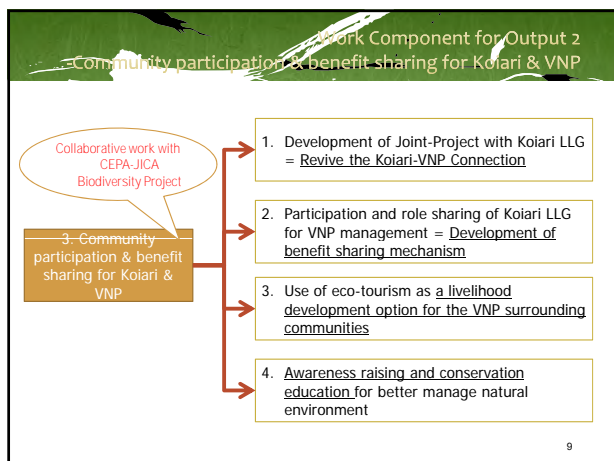 Work Component for Output 2
-Community participation & benefit sharing for Koiari & VNP
Collaborative work with
CEPA-JICA
Biodiversity Project
3. Community
participation & benefit
sharing for Koiari &
VNP
1. Development of Joint-Project with Koiari LLG
= Revive the Koiari-VNP Connection
2. Participation and role sharing of Koiari LLG
for VNP management = Development of
benefit sharing mechanism
3. Use of eco-tourism as a livelihood
development option for the VNP surrounding
communities
4. Awareness raising and conservation
education for better manage natural
environment
9